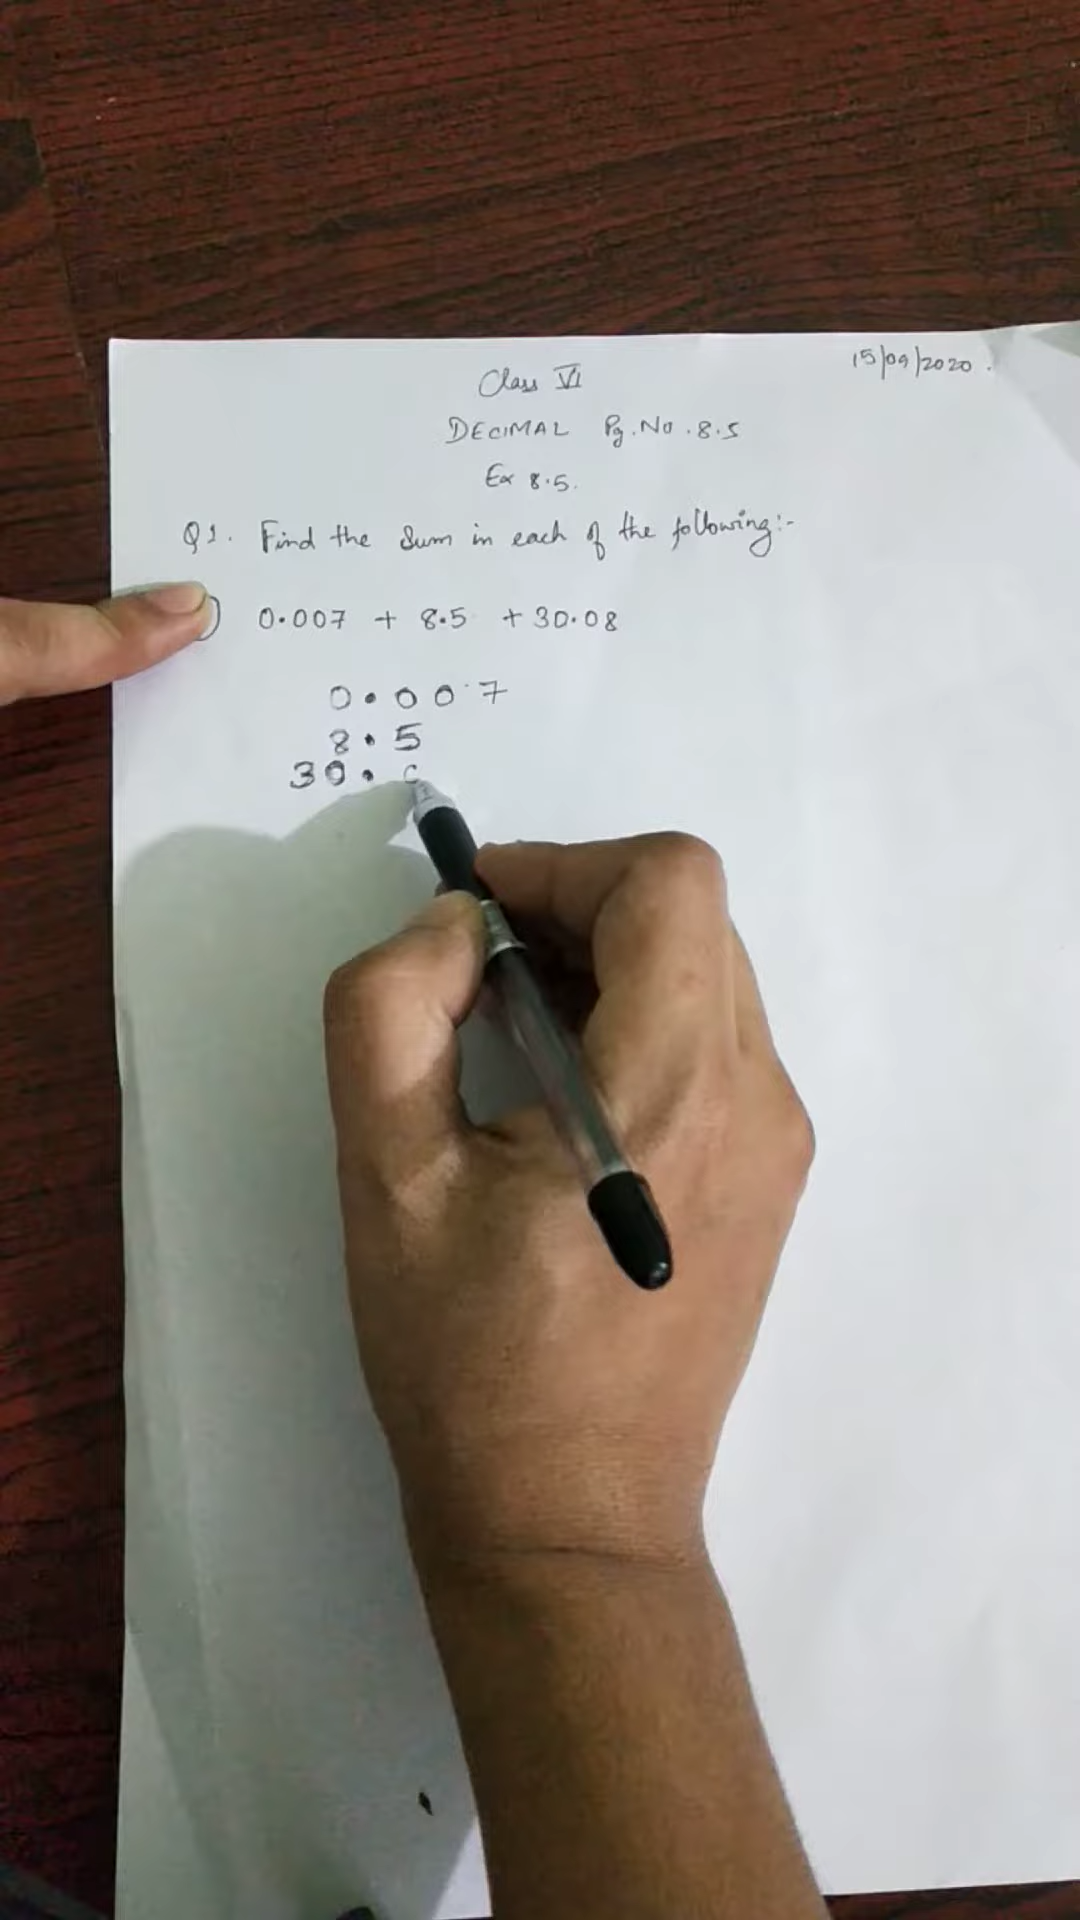 15/09/2020.
Class VI
DECIMAL Pg. No. 8.5
Ex 8.5.
Q1. Find the Sum in each of the following:-
) 0.007 + 8.5 + 30.08
0.007
8.5
30.